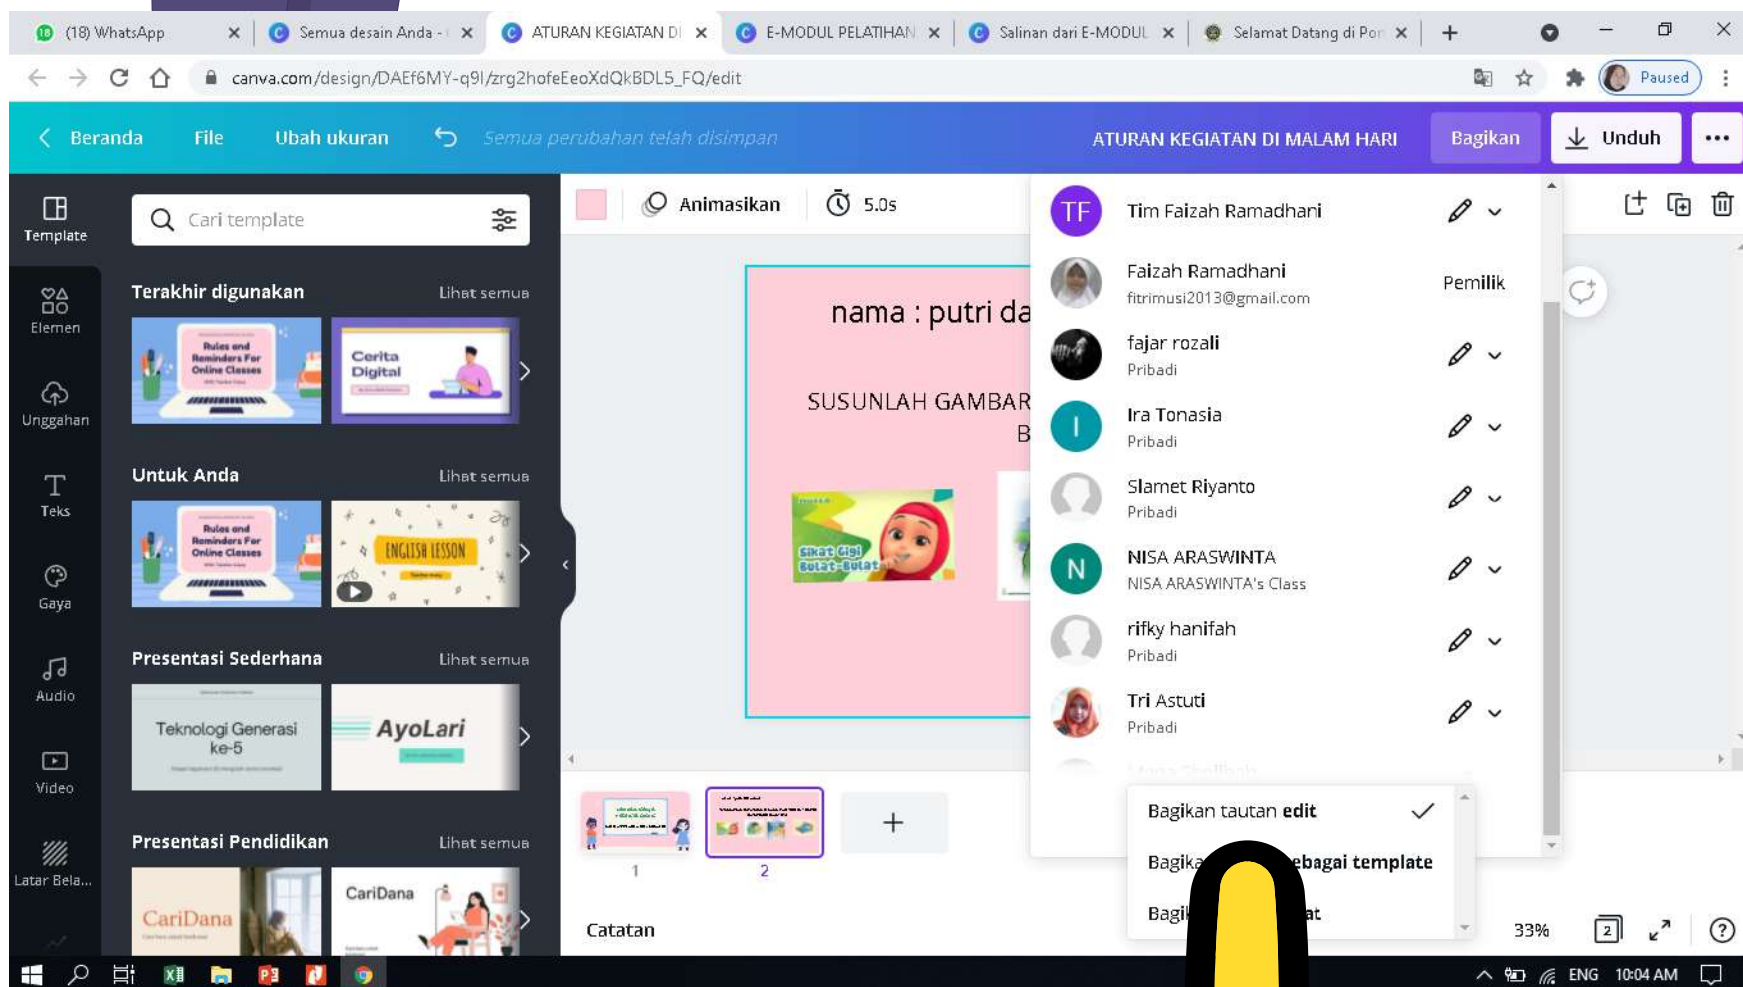 (18) WhatsApp
Semua desain Anda -
ATURAN KEGIATAN DI
E-MODUL PELATIHAN
Salinan dari E-MODUL
Selamat Datang di Por
canva.com/design/DAEf6MY-q9I/zrg2hofeEeoXdQkBDL5_FQ/edit
Paused
Beranda
File
Ubah ukuran
Semua perubahan telah disimpan
ATURAN KEGIATAN DI MALAM HARI
Bagikan
Unduh
Template
Elemen
Unggahan
Teks
Gaya
Audio
Video
Latar Bela...
Cari template
Terakhir digunakan
Lihat semua
Rules and
Reminders For
Online Classes
Cerita
Digital
Untuk Anda
Lihat semua
Rules and
Reminders For
Online Classes
ENGLISH LESSON
Presentasi Sederhana
Lihat semua
Teknologi Generasi
ke-5
AyoLari
Presentasi Pendidikan
Lihat semua
CariDana
CariDana
Animasikan
5.0s
nama : putri da
SUSUNLAH GAMBAR
B
Sikat Gigi
Bulat-Bulat
1
2
Catatan
TF
Tim Faizah Ramadhani
Faizah Ramadhani
fitrimusi2013@gmail.com
Pemilik
fajar rozali
Pribadi
I
Ira Tonasia
Pribadi
Slamet Riyanto
Pribadi
N
NISA ARASWINTA
NISA ARASWINTA's Class
rifky hanifah
Pribadi
Tri Astuti
Pribadi
Bagikan tautan edit
Bagika ebagai template
Bagi at
33%
2
ENG
10:04 AM